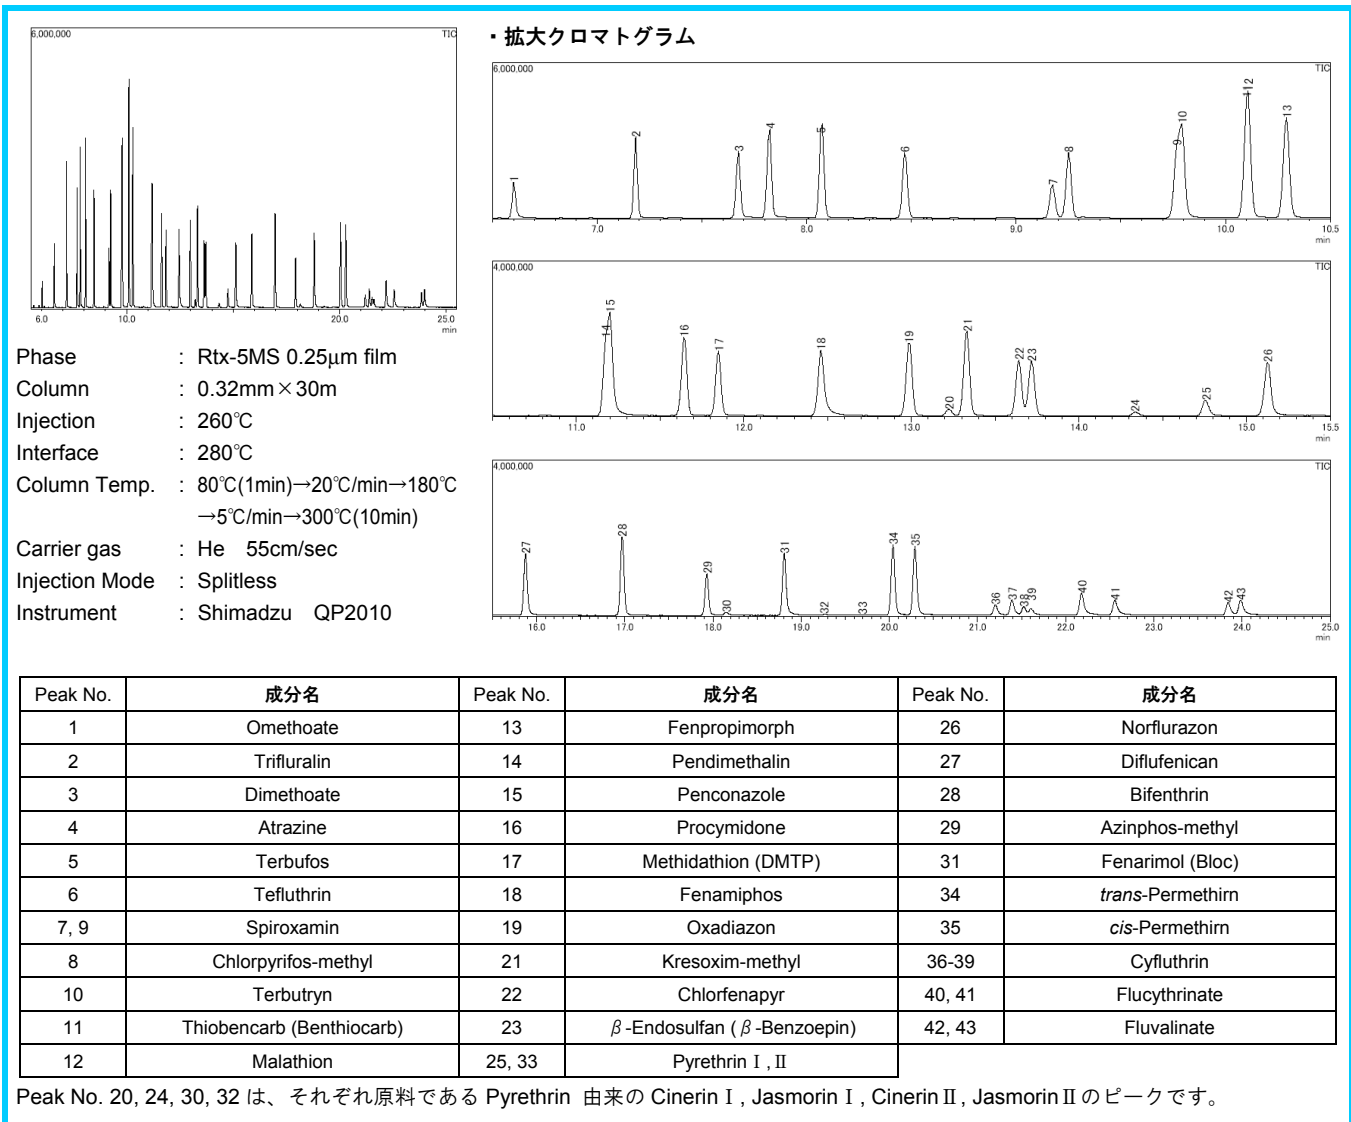 6,000,000
TIC
6.0 10.0 20.0 25.0
min
・拡大クロマトグラム
6,000,000
TIC
1 2 3 4 5 6 7 8 9 10 112 13
7.0 8.0 9.0 10.0 10.5
min
4,000,000
TIC
14 15 16 17 18 19 20 21 22 23 24 25 26
11.0 12.0 13.0 14.0 15.0 15.5
min
4,000,000
TIC
27 28 29 30 31 32 33 34 35 36 37 38 39 40 41 42 43
16.0 17.0 18.0 19.0 20.0 21.0 22.0 23.0 24.0 25.0
min
Phase : Rtx-5MS 0.25μm film
Column : 0.32mm×30m
Injection : 260℃
Interface : 280℃
Column Temp. : 80℃(1min)→20℃/min→180℃
→5℃/min→300℃(10min)
Carrier gas : He 55cm/sec
Injection Mode : Splitless
Instrument : Shimadzu QP2010
Peak No. 成分名 Peak No. 成分名 Peak No. 成分名
1 Omethoate 13 Fenpropimorph 26 Norflurazon
2 Trifluralin 14 Pendimethalin 27 Diflufenican
3 Dimethoate 15 Penconazole 28 Bifenthrin
4 Atrazine 16 Procymidone 29 Azinphos-methyl
5 Terbufos 17 Methidathion (DMTP) 31 Fenarimol (Bloc)
6 Tefluthrin 18 Fenamiphos 34 trans-Permethirn
7, 9 Spiroxamin 19 Oxadiazon 35 cis-Permethirn
8 Chlorpyrifos-methyl 21 Kresoxim-methyl 36-39 Cyfluthrin
10 Terbutryn 22 Chlorfenapyr 40, 41 Flucythrinate
11 Thiobencarb (Benthiocarb) 23 β-Endosulfan (β-Benzoepin) 42, 43 Fluvalinate
12 Malathion 25, 33 Pyrethrin Ⅰ,Ⅱ
Peak No. 20, 24, 30, 32 は、それぞれ原料である Pyrethrin 由来の CinerinⅠ, JasmorinⅠ, CinerinⅡ, JasmorinⅡのピークです。